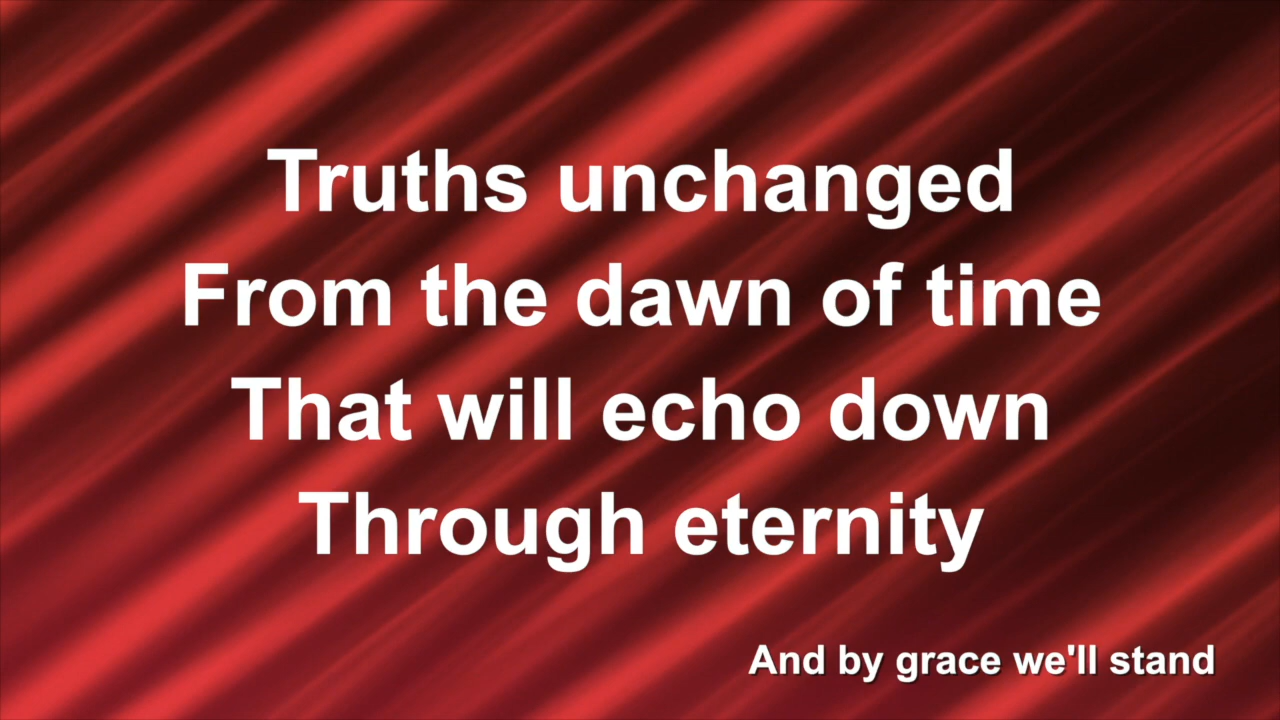 Truths unchanged
From the dawn of time
That will echo down
Through eternity
And by grace we'll stand